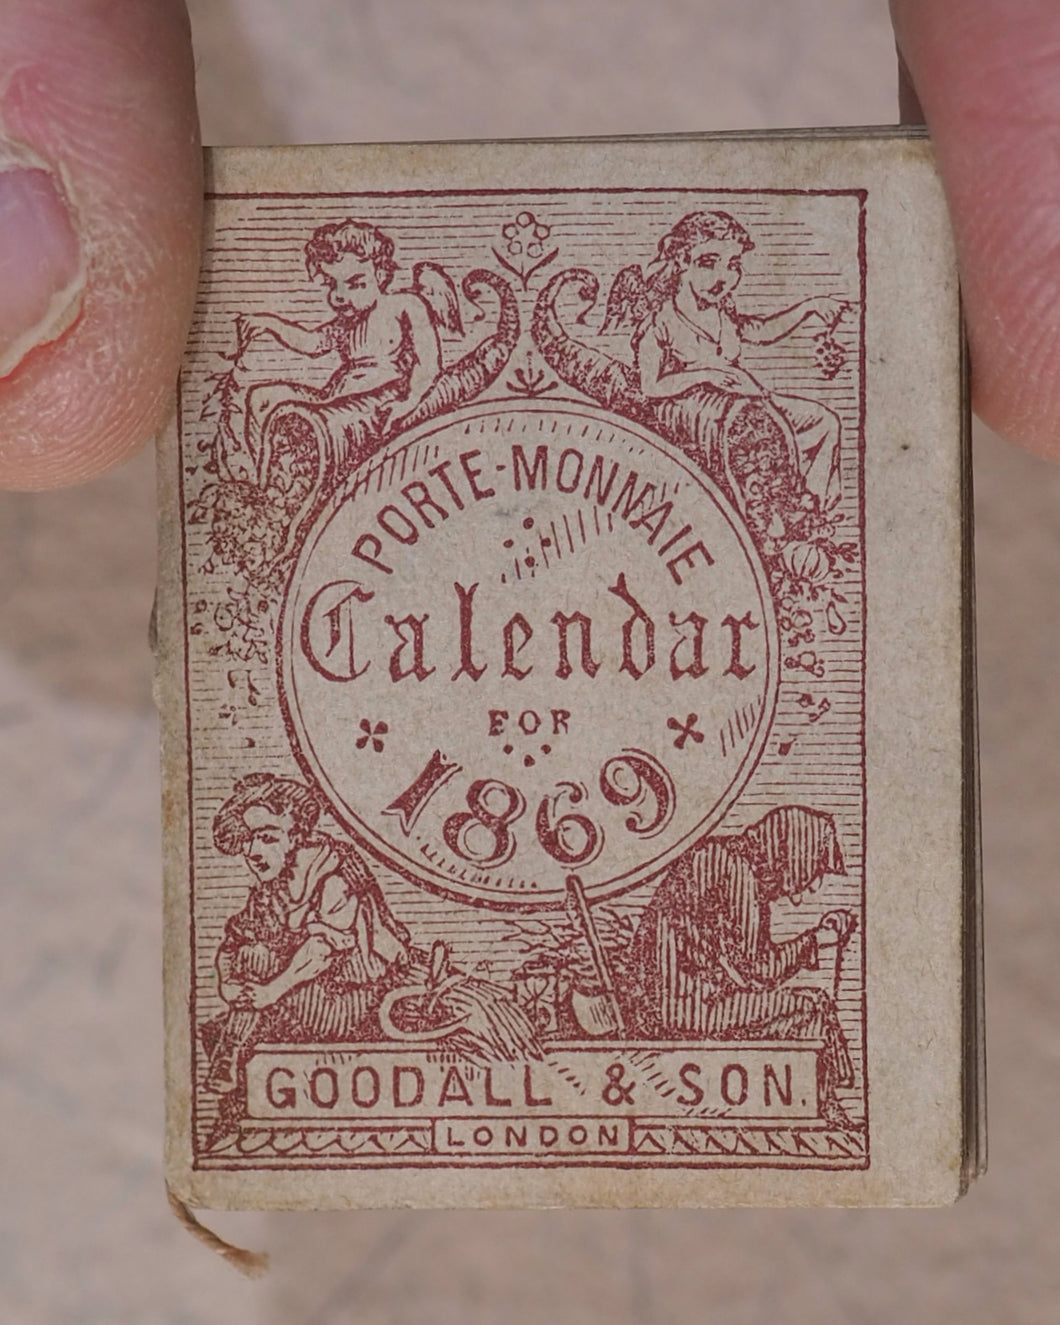 PORTE-MONNAIE
Calendar
FOR
1869
GOODALL & SON.
LONDON